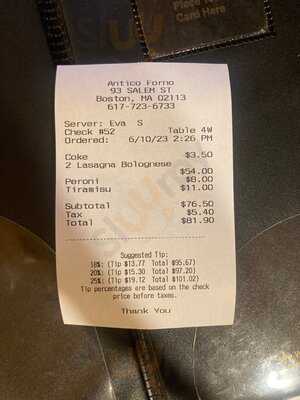 Place Y
Card Here
Antico Forno
93 SALEM ST
Boston, MA 02113
617-723-6733
Server: Eva S
Check #52 Table 4W
Ordered: 6/10/23 2:26 PM
Coke $3.50
2 Lasagna Bolognese
$54.00
Peroni $8.00
Tiramisu $11.00
Subtotal $76.50
Tax $5.40
Total $81.90
Suggested Tip:
18%: (Tip $13.77 Total $95.67)
20%: (Tip $15.30 Total $97.20)
25%: (Tip $19.12 Total $101.02)
Tip percentages are based on the check
price before taxes.
Thank You